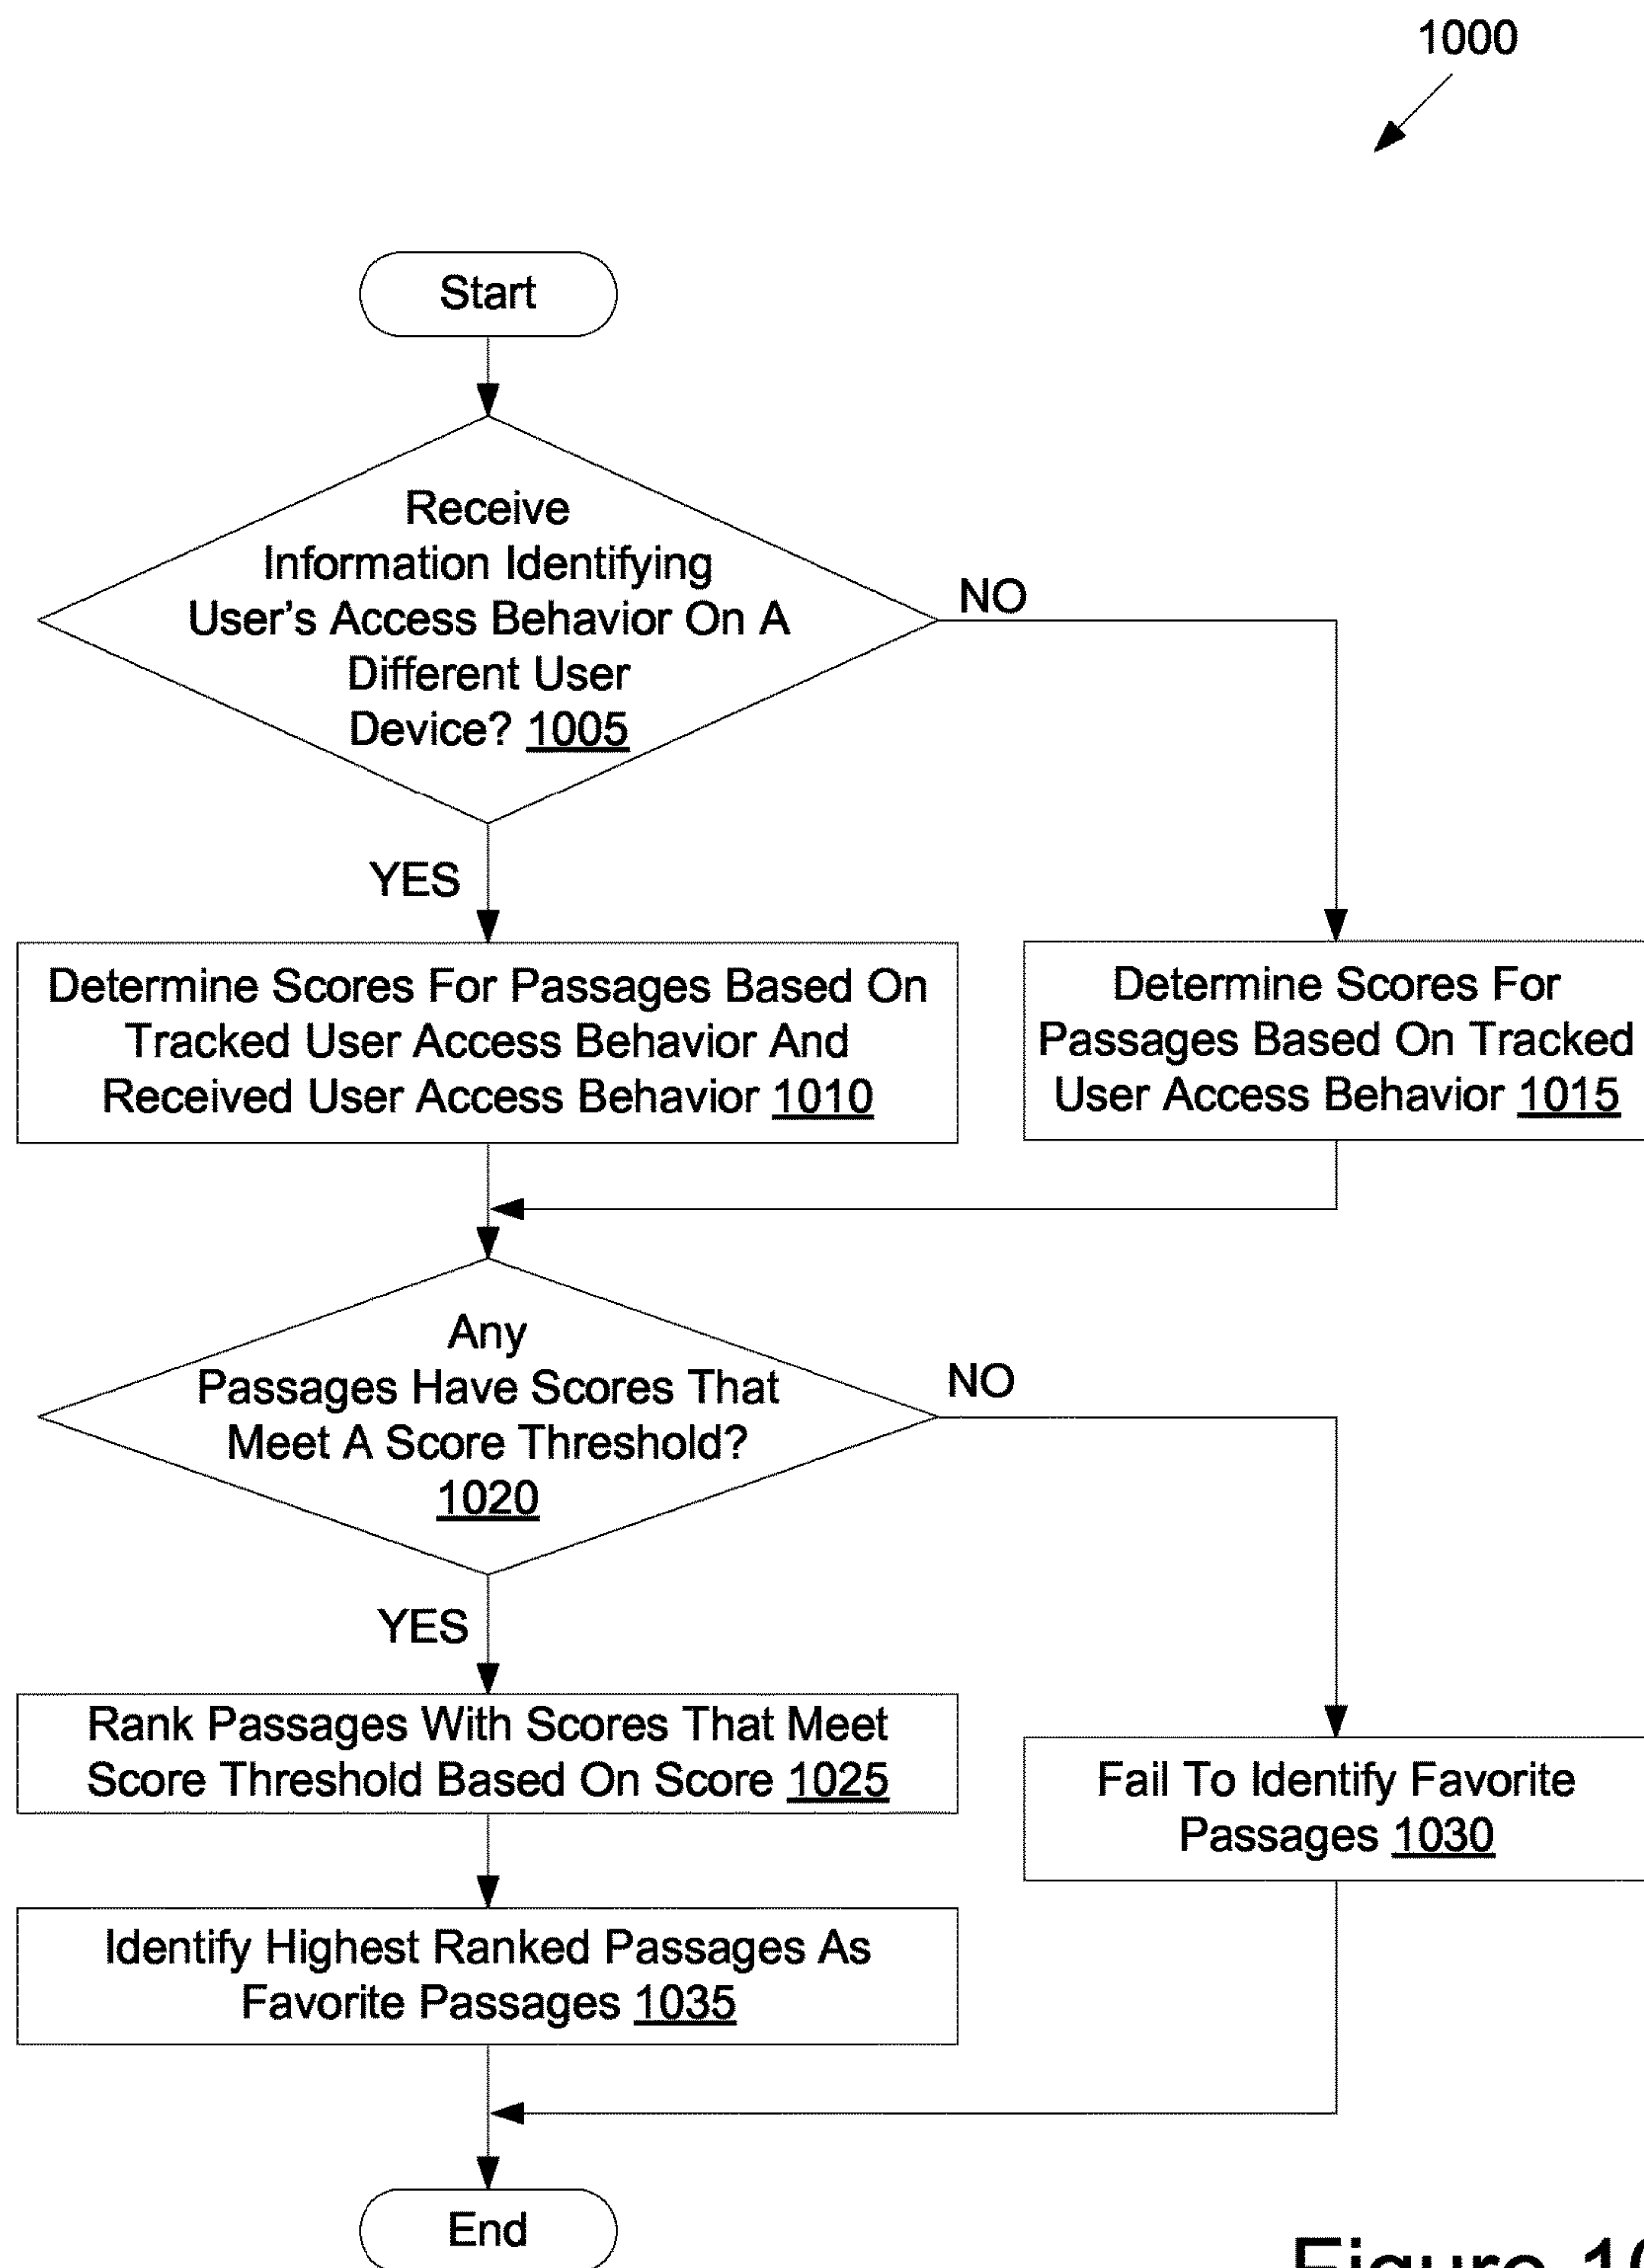 1000
Start
Receive
Information Identifying
User's Access Behavior On A
Different User
Device? 1005
NO
YES
Determine Scores For Passages Based On
Tracked User Access Behavior And
Received User Access Behavior 1010
Determine Scores For
Passages Based On Tracked
User Access Behavior 1015
Any
Passages Have Scores That
Meet A Score Threshold?
1020
NO
YES
Rank Passages With Scores That Meet
Score Threshold Based On Score 1025
Fail To Identify Favorite
Passages 1030
Identify Highest Ranked Passages As
Favorite Passages 1035
End
Figure 10